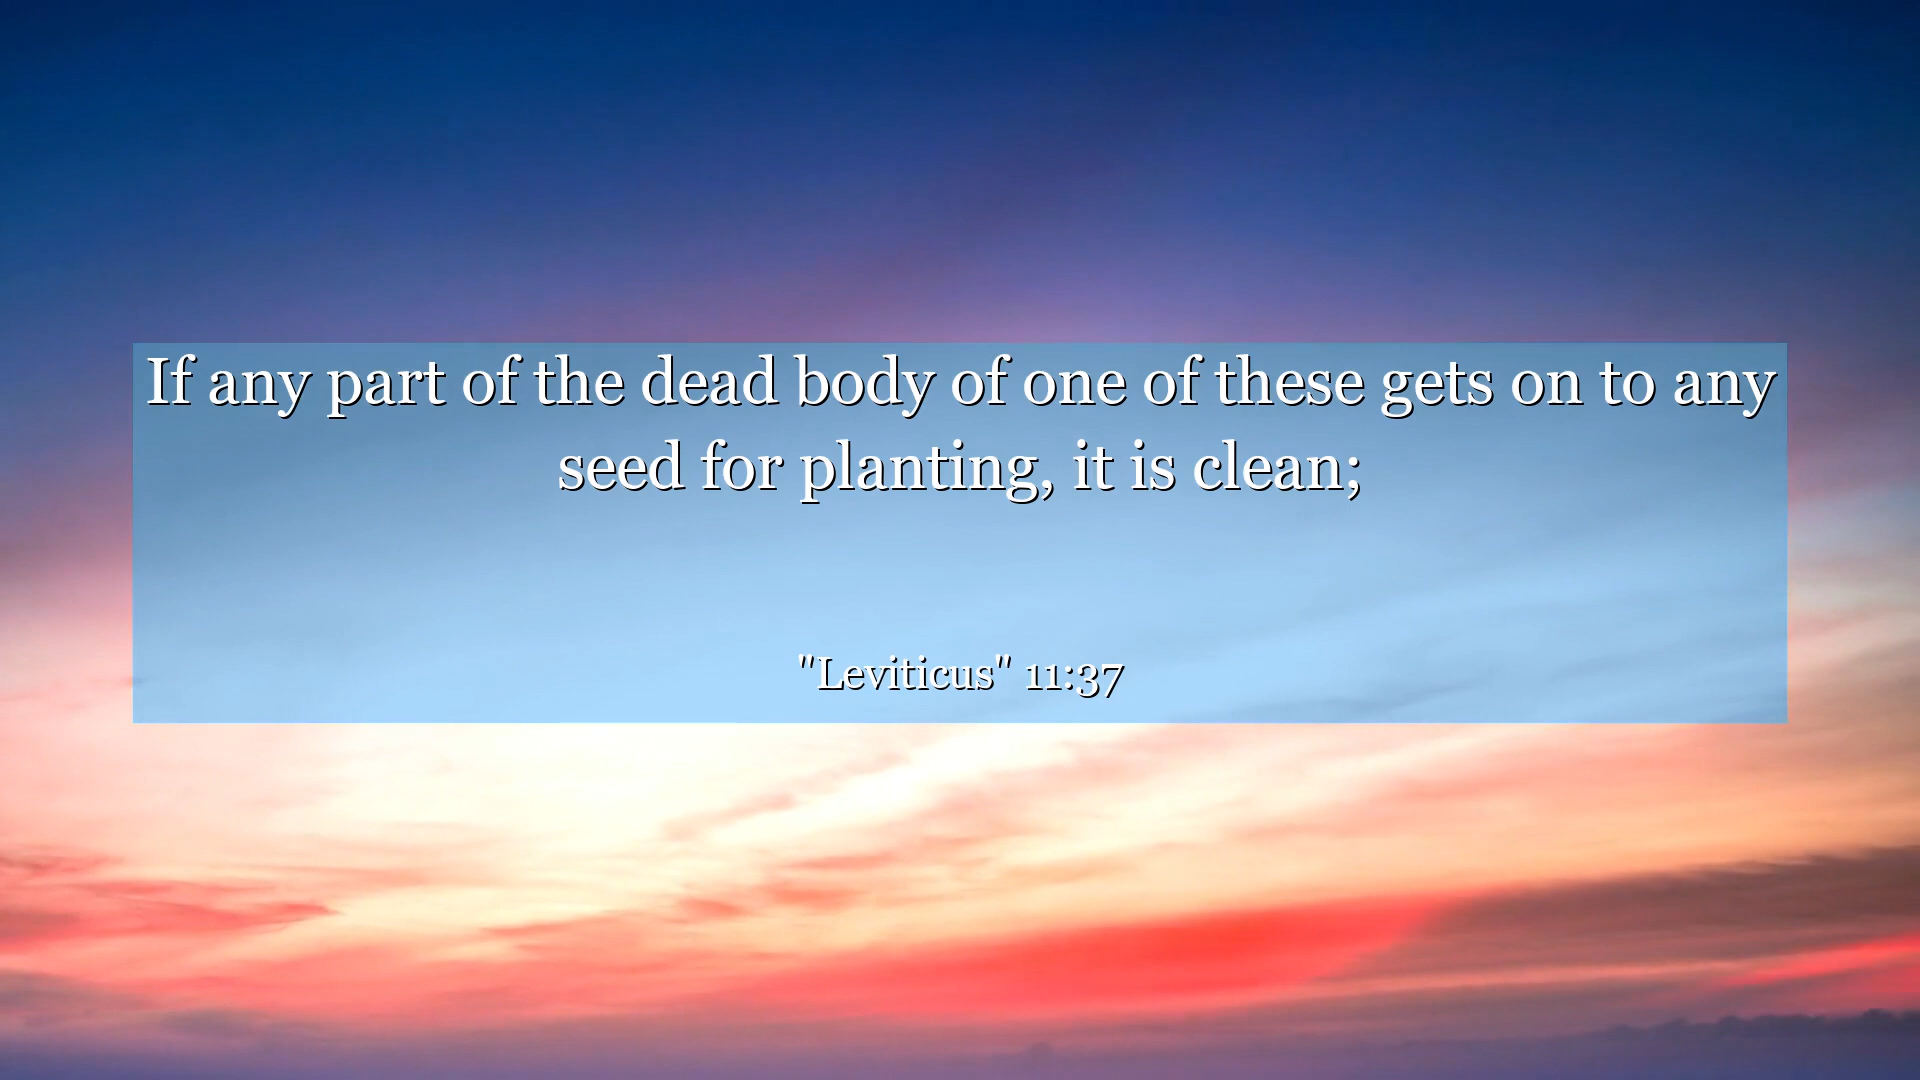 If any part of the dead body of one of these gets on to any
seed for planting, it is clean;
"Leviticus" 11:37